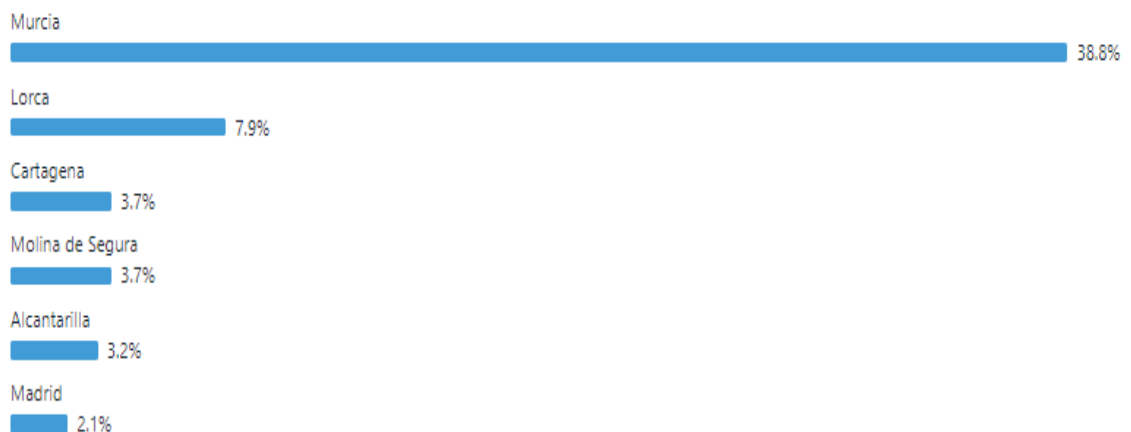 Murcia
38.8%
Lorca
7.9%
Cartagena
3.7%
Molina de Segura
3.7%
Alcantarilla
3.2%
Madrid
2.1%